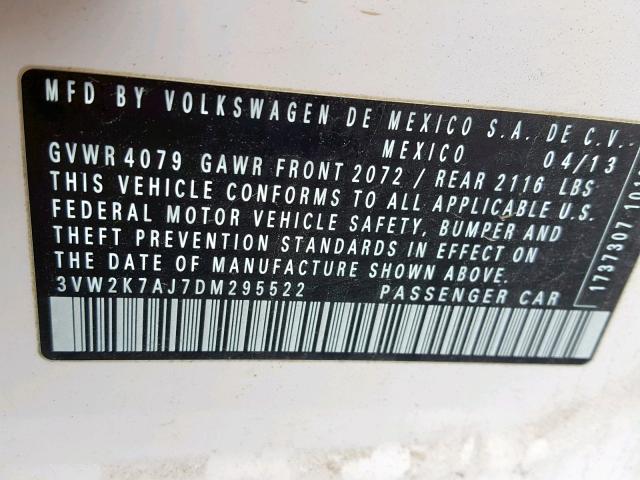 MFD BY VOLKSWAGEN DE MEXICO S.A. DE C.V.,
MEXICO 04/13
GVWR 4079 GAWR FRONT 2072 / REAR 2116 LBS
THIS VEHICLE CONFORMS TO ALL APPLICABLE U.S.
FEDERAL MOTOR VEHICLE SAFETY, BUMPER AND
THEFT PREVENTION STANDARDS IN EFFECT ON
THE DATE OF MANUFACTURE SHOWN ABOVE.
3VW2K7AJ7DM295522 PASSENGER CAR
1737307